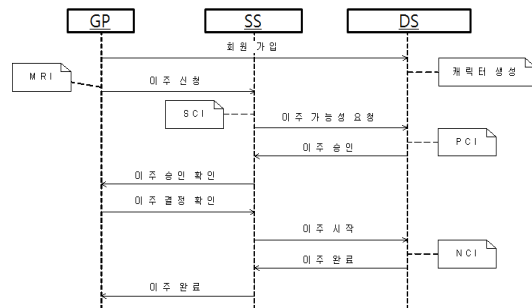 GP
SS
DS
회원 가입
MRI
캐릭터 생성
이주 신청
SCI
이주 가능성 요청
이주 승인
PCI
이주 승인 확인
이주 결정 확인
이주 시작
이주 완료
NCI
이주 완료